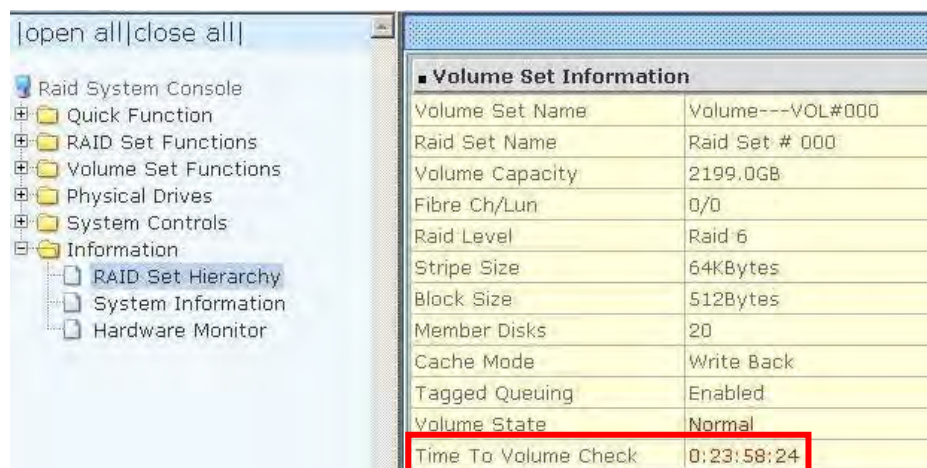 |open all|close all|
Raid System Console
Quick Function
RAID Set Functions
Volume Set Functions
Physical Drives
System Controls
Information
RAID Set Hierarchy
System Information
Hardware Monitor
Volume Set Information
Volume Set Name Volume---VOL#000
Raid Set Name Raid Set # 000
Volume Capacity 2199.0GB
Fibre Ch/Lun 0/0
Raid Level Raid 6
Stripe Size 64KBytes
Block Size 512Bytes
Member Disks 20
Cache Mode Write Back
Tagged Queuing Enabled
Volume State Normal
Time To Volume Check 0:23:58:24